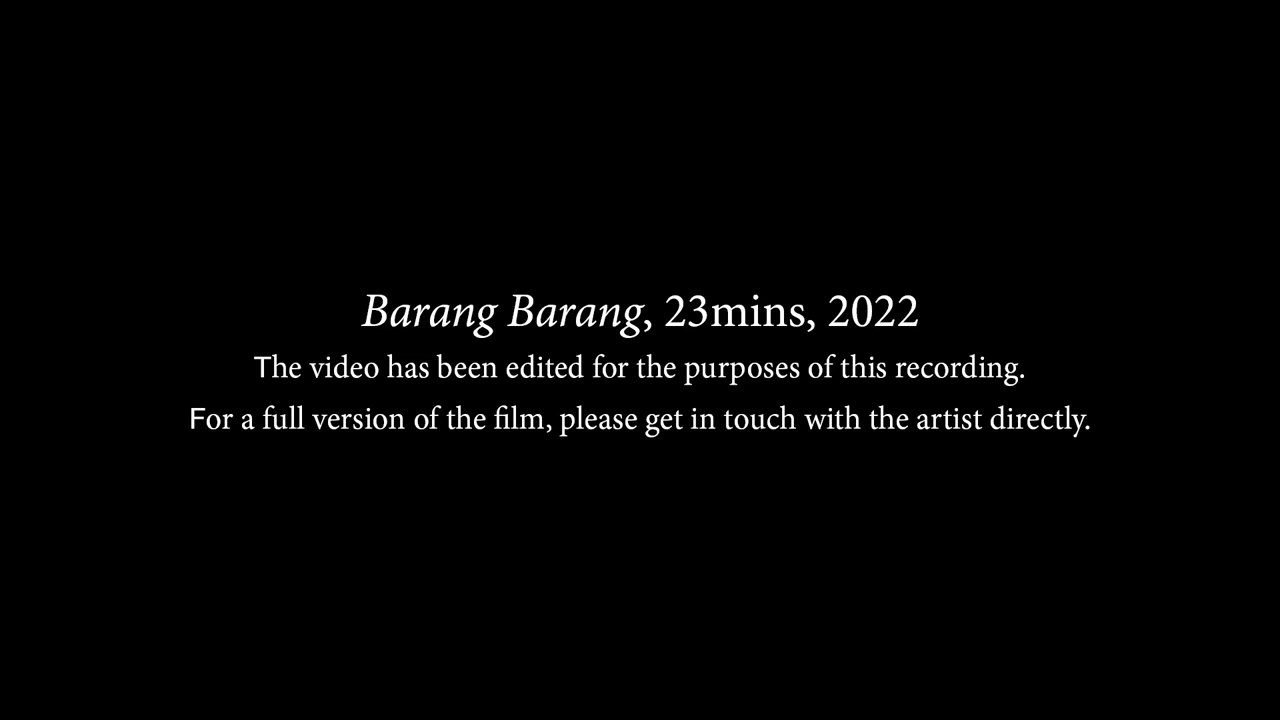 Barang Barang, 23mins, 2022
The video has been edited for the purposes of this recording.
For a full version of the film, please get in touch with the artist directly.